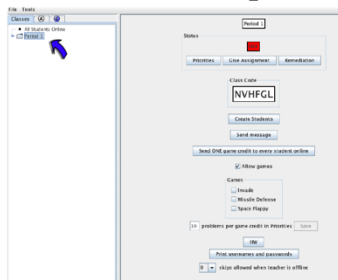 File Tools
Classes
All Students Online
Period 1
Period 1
Status
Priorities Give Assignment Remediation
Class Code
NVHFGL
Create Students
Send message
Send ONE game credit to every student online
Allow games
Games
Invade
Missile Defense
Space Flappy
problems per game credit in Priorities Save
Print usernames and passwords
0 skips allowed when teacher is offline